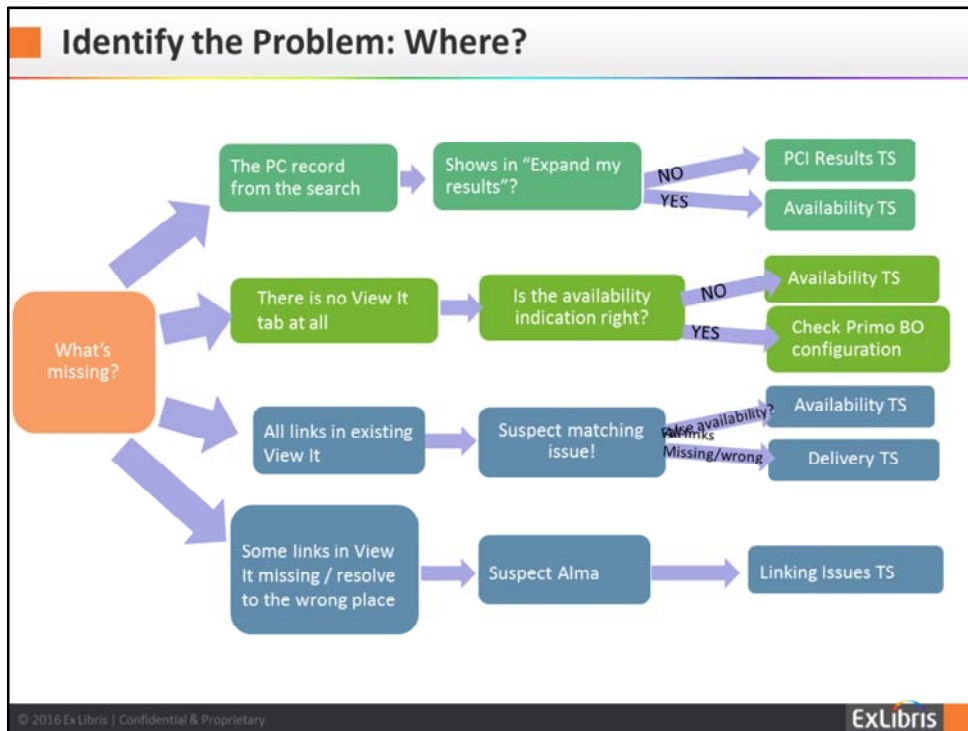 Identify the Problem: Where?
The PC record
from the search
Shows in “Expand my
results”?
NO
YES
PCI Results TS
Availability TS
There is no View It
tab at all
Is the availability
indication right?
NO
YES
Availability TS
Check Primo BO
configuration
What’s
missing?
All links in existing
View It
Suspect matching
issue!
availability?
links
Missing/wrong
Availability TS
Delivery TS
Some links in View
It missing / resolve
to the wrong place
Suspect Alma
Linking Issues TS
© 2016 Ex Libris | Confidential & Proprietary
ExLibris